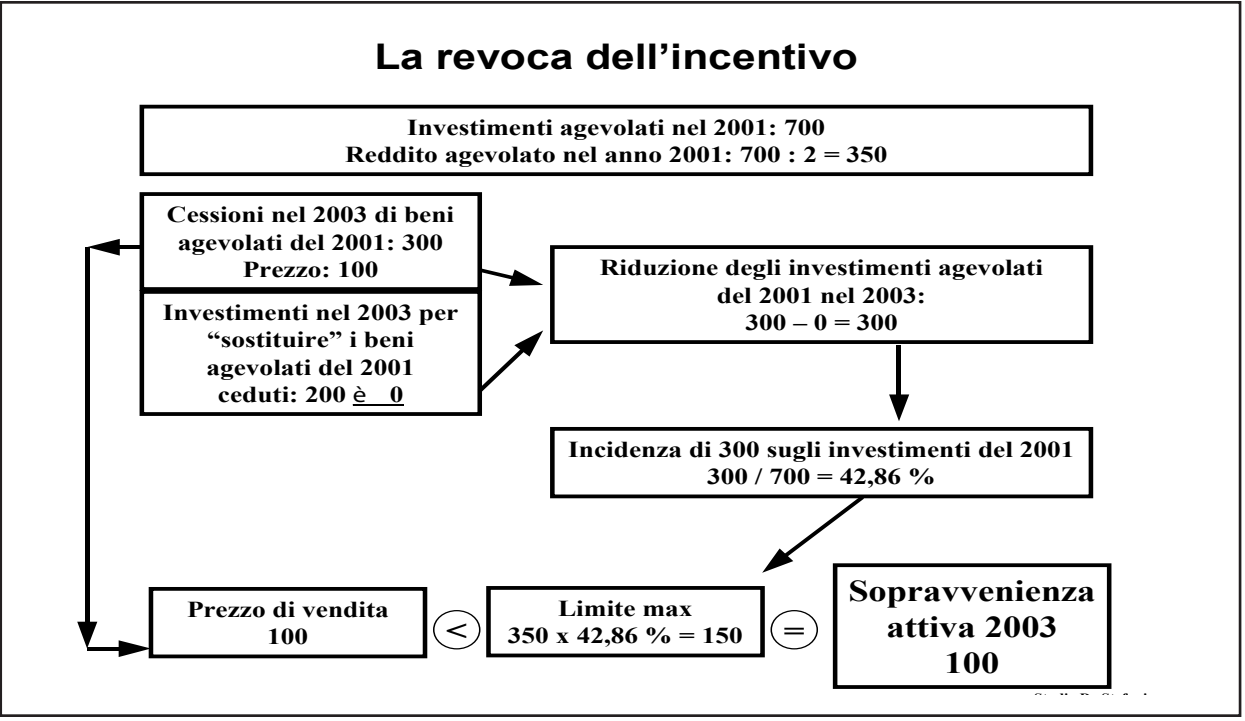 La revoca dell'incentivo
Investimenti agevolati nel 2001: 700
Reddito agevolato nel anno 2001: 700 : 2 = 350
Cessioni nel 2003 di beni
agevolati del 2001: 300
Prezzo: 100
Investimenti nel 2003 per
“sostituire” i beni
agevolati del 2001
ceduti: 200 è 0
Riduzione degli investimenti agevolati
del 2001 nel 2003:
300 – 0 = 300
Incidenza di 300 sugli investimenti del 2001
300 / 700 = 42,86 %
Prezzo di vendita
100
<
Limite max
350 x 42,86 % = 150
=
Sopravvenienza
attiva 2003
100